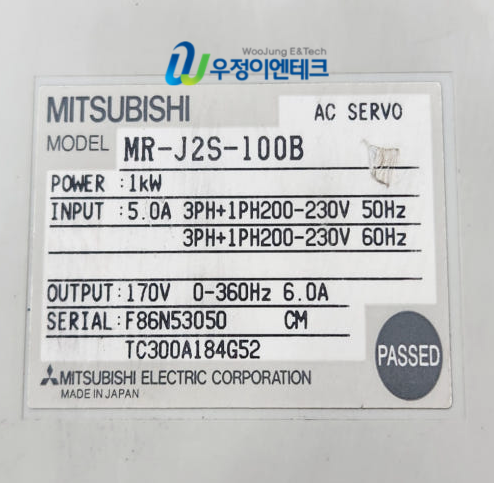 WooJung E&Tech
우정이엔테크
MITSUBISHI AC SERVO
MODEL MR-J2S-100B
POWER :1kW
INPUT :5.0A 3PH+1PH200-230V 50Hz
3PH+1PH200-230V 60Hz
OUTPUT:170V 0-360Hz 6.0A
SERIAL:F86N53050 CM
TC300A184G52
PASSED
MITSUBISHI ELECTRIC CORPORATION
MADE IN JAPAN